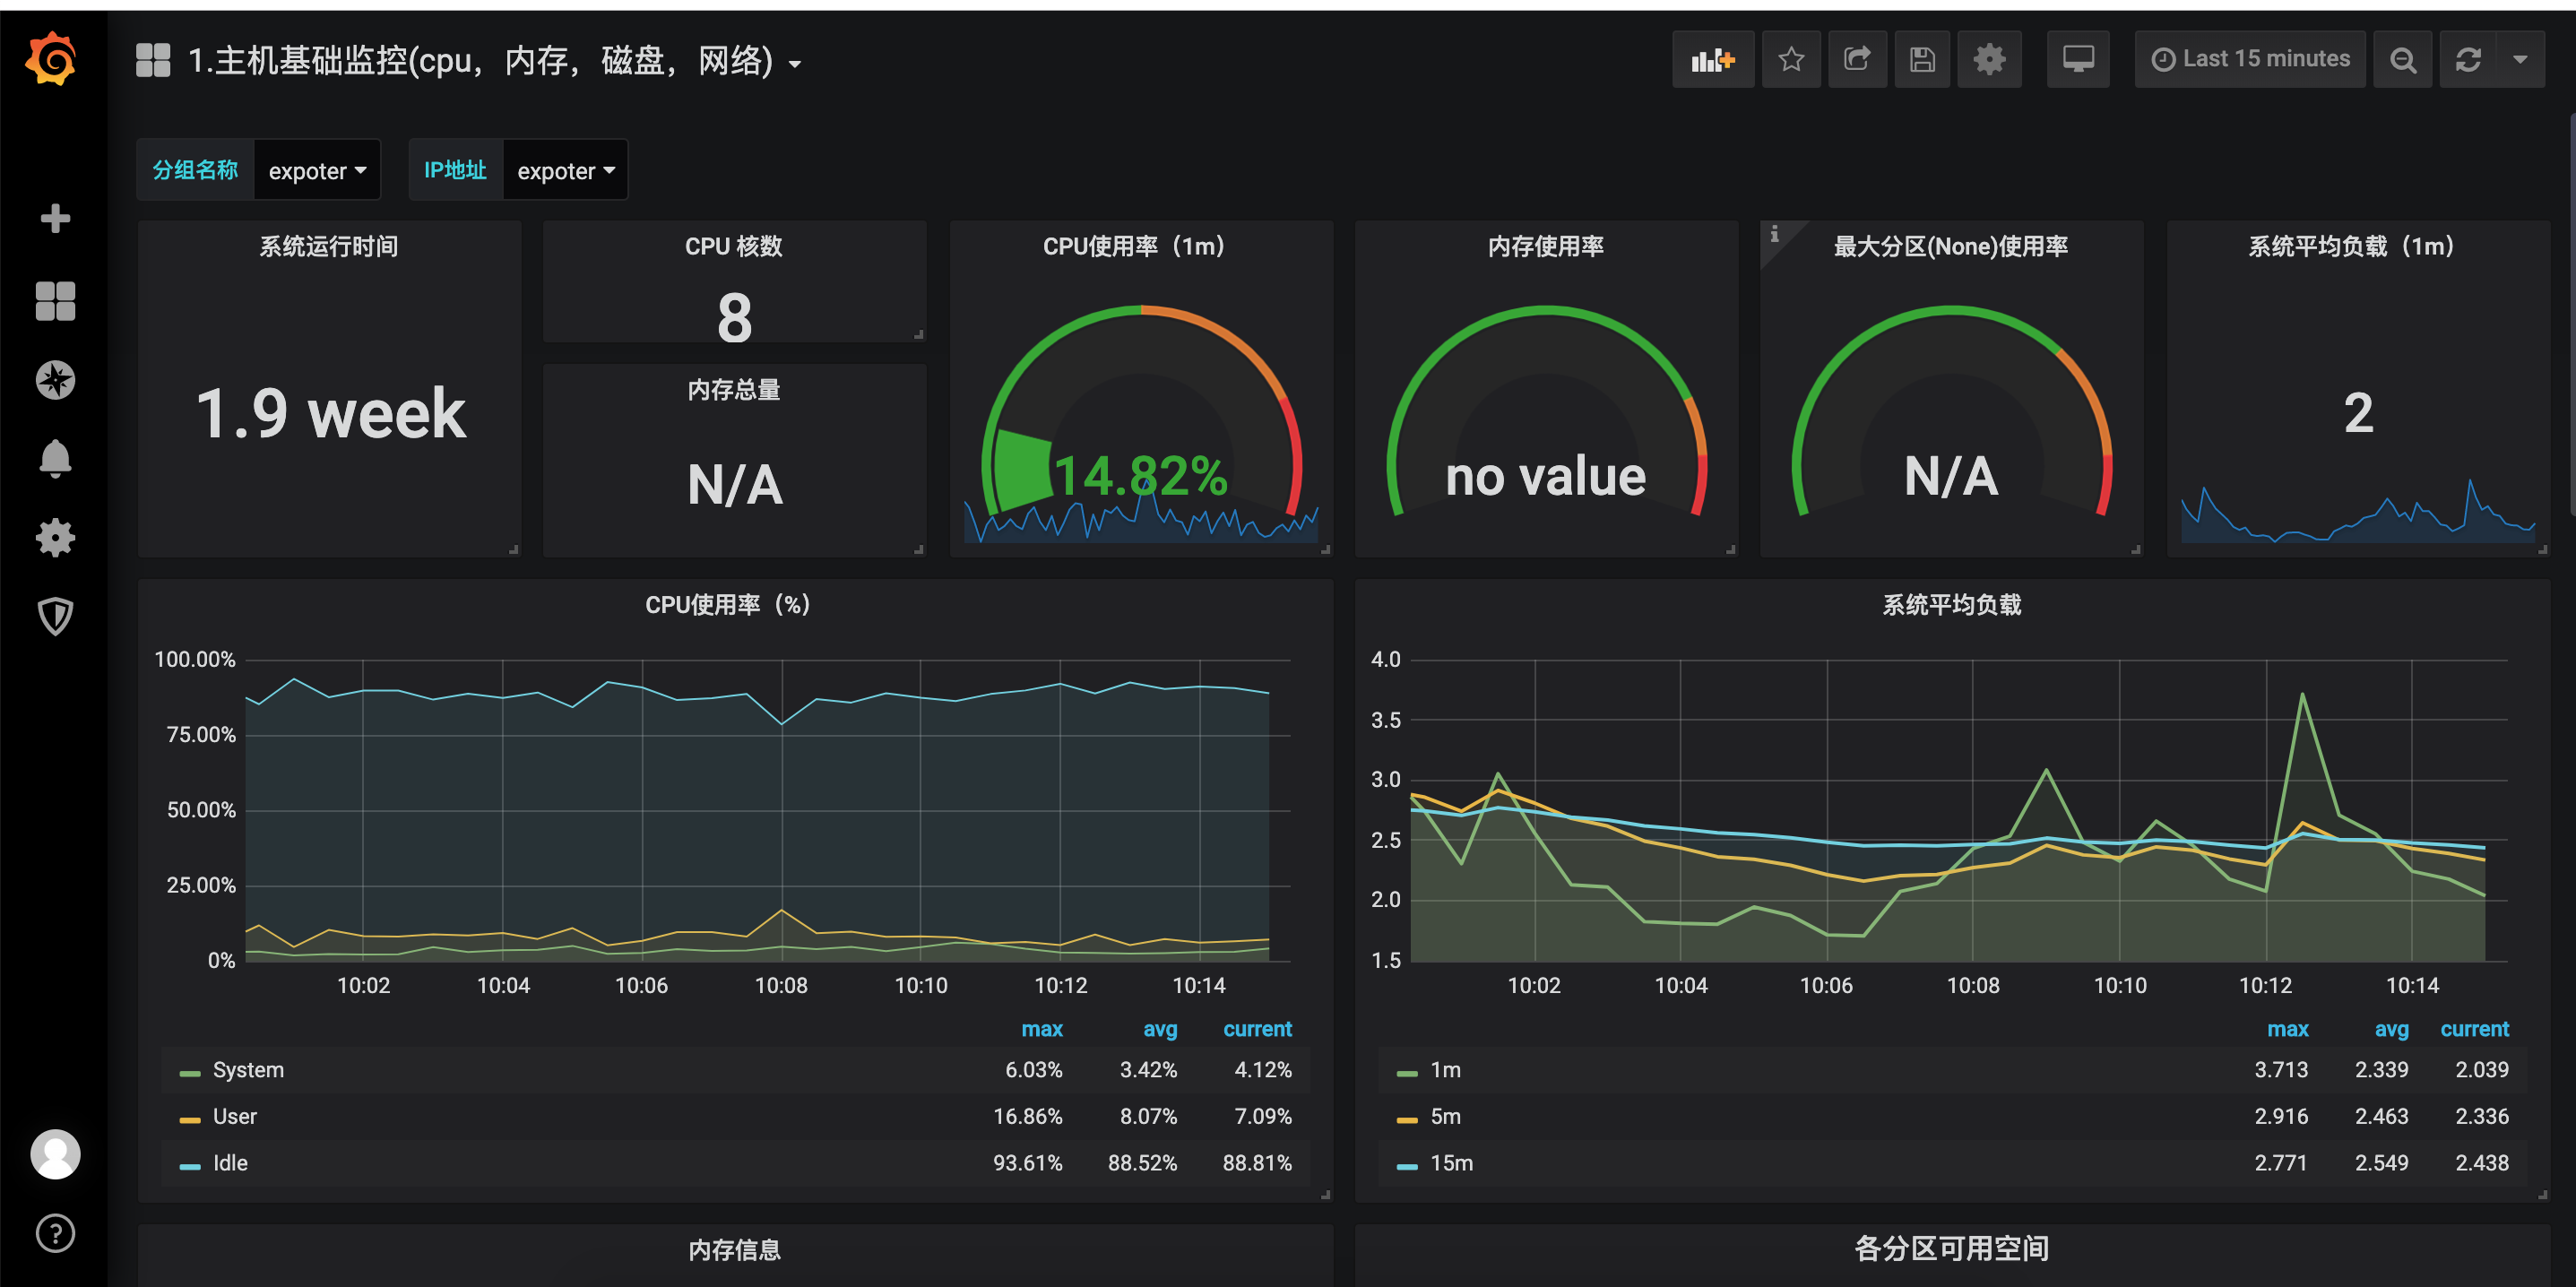 1.主机基础监控(cpu，内存，磁盘，网络)
Last 15 minutes
分组名称 expoter IP地址 expoter
系统运行时间
1.9 week
CPU 核数
8
内存总量
N/A
CPU使用率（1m）
14.82%
内存使用率
no value
最大分区(None)使用率
N/A
系统平均负载（1m）
2
CPU使用率（%）
100.00%
75.00%
50.00%
25.00%
0%
10:02 10:04 10:06 10:08 10:10 10:12 10:14
max avg current
System 6.03% 3.42% 4.12%
User 16.86% 8.07% 7.09%
Idle 93.61% 88.52% 88.81%
系统平均负载
4.0
3.5
3.0
2.5
2.0
1.5
10:02 10:04 10:06 10:08 10:10 10:12 10:14
max avg current
1m 3.713 2.339 2.039
5m 2.916 2.463 2.336
15m 2.771 2.549 2.438
内存信息
各分区可用空间